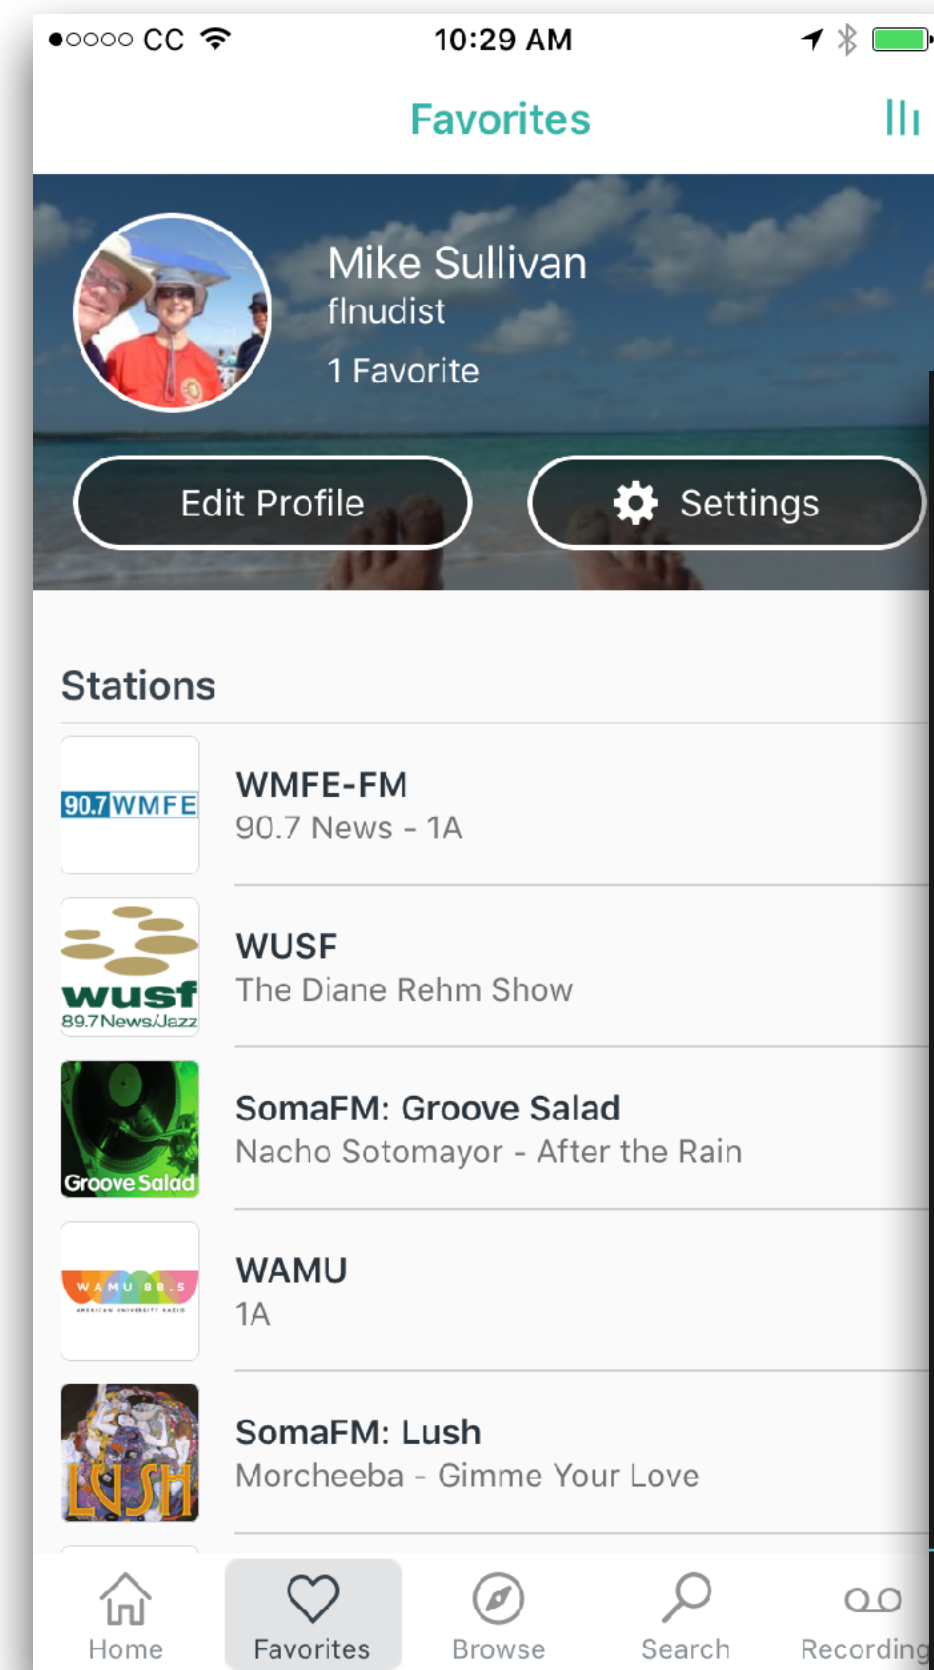 CC 10:29 AM
Favorites
Mike Sullivan
flnudist
1 Favorite
Edit Profile
Settings
Stations
90.7 WMFE
WMFE-FM
90.7 News - 1A
wusf
89.7News/Jazz
WUSF
The Diane Rehm Show
Groove Salad
SomaFM: Groove Salad
Nacho Sotomayor - After the Rain
WAMU 88.5
AMERICAN UNIVERSITY RADIO
WAMU
1A
LUSH
SomaFM: Lush
Morcheeba - Gimme Your Love
Home Favorites Browse Search Recording